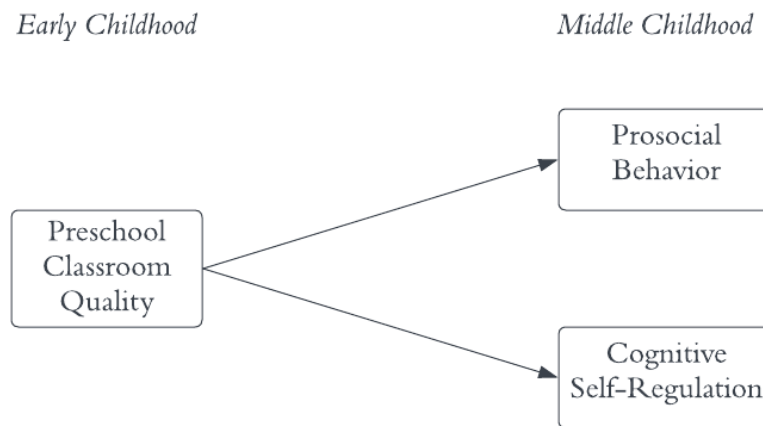 Early Childhood
Middle Childhood
Prosocial
Behavior
Preschool
Classroom
Quality
Cognitive
Self-Regulation